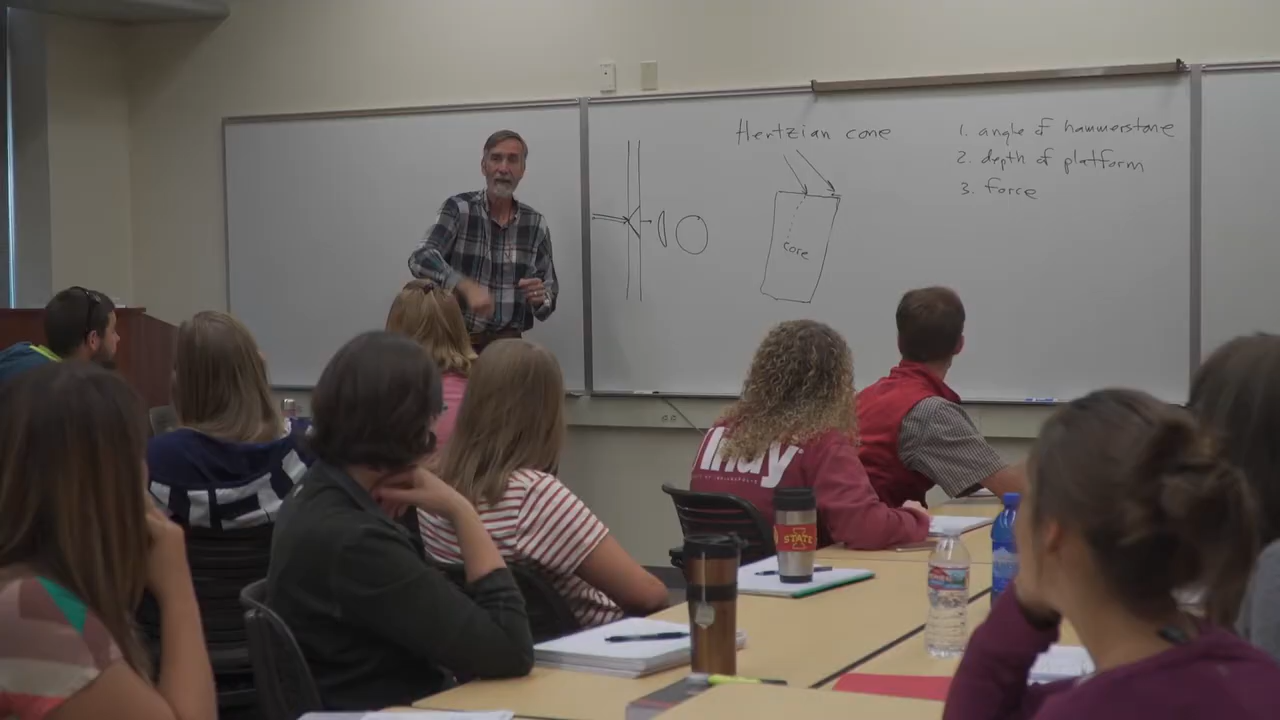 Hertzian cone
1. angle of hammerstone
2. depth of platform
3. force
core
Indy
STATE